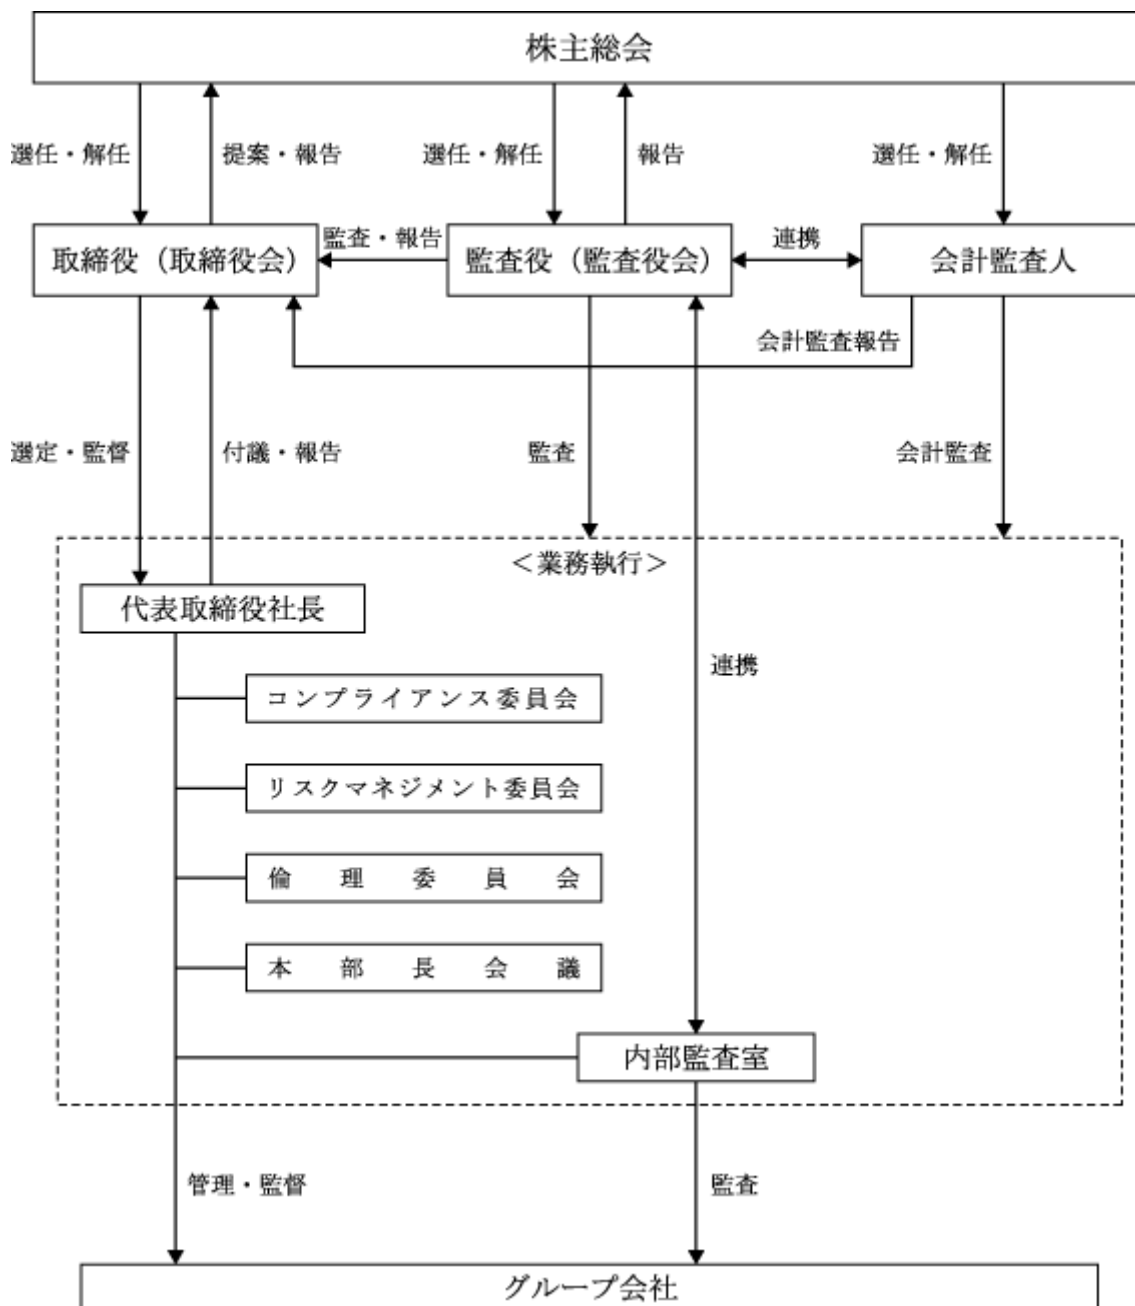 株主総会
選任・解任
提案・報告
選任・解任
報告
選任・解任
取締役（取締役会）
監査・報告
監査役（監査役会）
連携
会計監査人
会計監査報告
選定・監督
付議・報告
監査
会計監査
＜業務執行＞
代表取締役社長
連携
コンプライアンス委員会
リスクマネジメント委員会
倫理委員会
本部長会議
内部監査室
管理・監督
監査
グループ会社